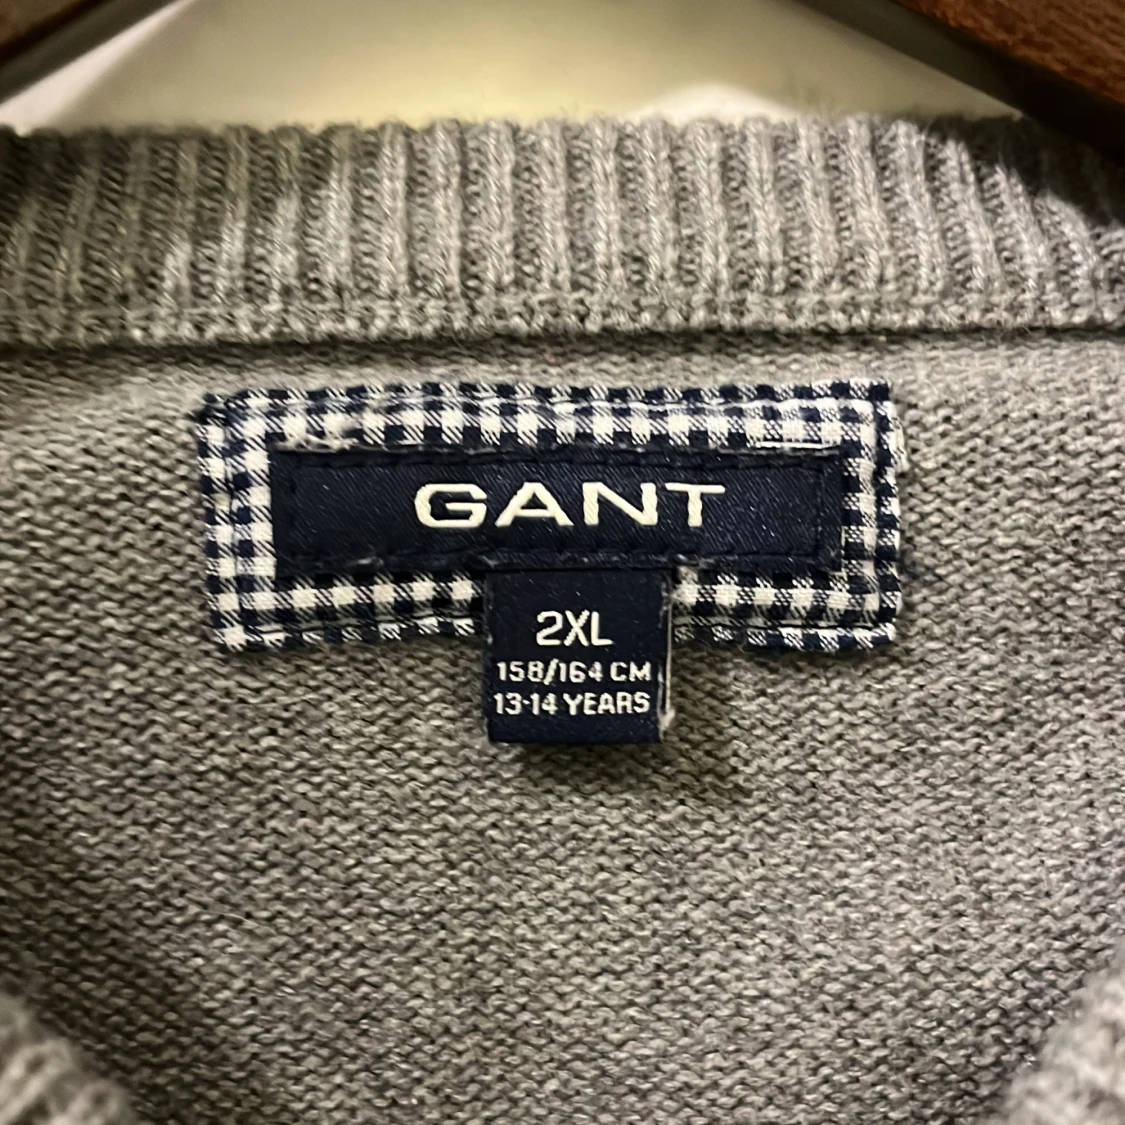 GANT
2XL
158/164 CM
13-14 YEARS